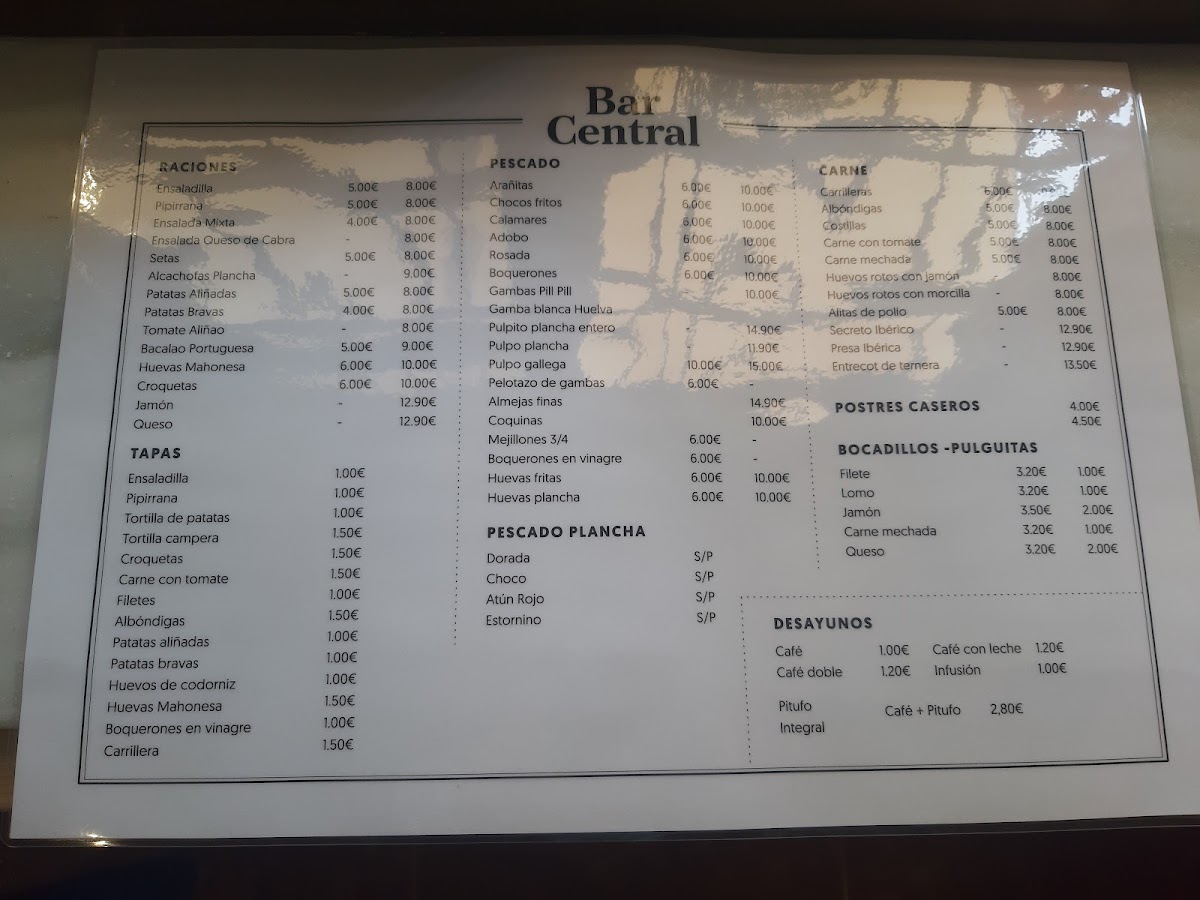 Bar
Central
RACIONES
Ensaladilla 5.00€ 8.00€
Pipirrana 5.00€ 8.00€
Ensalada Mixta 4.00€ 8.00€
Ensalada Queso de Cabra - 8.00€
Setas 5.00€ 8.00€
Alcachofas Plancha - 9.00€
Patatas Aliñadas 5.00€ 8.00€
Patatas Bravas 4.00€ 8.00€
Tomate Aliñao - 8.00€
Bacalao Portuguesa 5.00€ 9.00€
Huevas Mahonesa 6.00€ 10.00€
Croquetas 6.00€ 10.00€
Jamón - 12.90€
Queso - 12.90€
TAPAS
Ensaladilla 1.00€
Pipirrana 1.00€
Tortilla de patatas 1.00€
Tortilla campera 1.50€
Croquetas 1.50€
Carne con tomate 1.50€
Filetes 1.00€
Albóndigas 1.50€
Patatas aliñadas 1.00€
Patatas bravas 1.00€
Huevos de codorniz 1.00€
Huevas Mahonesa 1.50€
Boquerones en vinagre 1.00€
Carrillera 1.50€
PESCADO
Arañitas 6.00€ 10.00€
Chocos fritos 6.00€ 10.00€
Calamares 6.00€ 10.00€
Adobo 6.00€ 10.00€
Rosada 6.00€ 10.00€
Boquerones 6.00€ 10.00€
Gambas Pill Pill 10.00€
Gamba blanca Huelva
Pulpito plancha entero - 14.90€
Pulpo plancha - 11.90€
Pulpo gallega 10.00€ 15.00€
Pelotazo de gambas 6.00€ -
Almejas finas 14.90€
Coquinas 10.00€
Mejillones 3/4 6.00€ -
Boquerones en vinagre 6.00€ -
Huevas fritas 6.00€ 10.00€
Huevas plancha 6.00€ 10.00€
PESCADO PLANCHA
Dorada S/P
Choco S/P
Atún Rojo S/P
Estornino S/P
CARNE
Carrilleras 6.00€
Albóndigas 5.00€ 8.00€
Costillas 5.00€ 8.00€
Carne con tomate 5.00€ 8.00€
Carne mechada 5.00€ 8.00€
Huevos rotos con jamón - 8.00€
Huevos rotos con morcilla - 8.00€
Alitas de pollo 5.00€ 8.00€
Secreto Ibérico - 12.90€
Presa Ibérica - 12.90€
Entrecot de ternera - 13.50€
POSTRES CASEROS 4.00€
4.50€
BOCADILLOS -PULGUITAS
Filete 3.20€ 1.00€
Lomo 3.20€ 1.00€
Jamón 3.50€ 2.00€
Carne mechada 3.20€ 1.00€
Queso 3.20€ 2.00€
DESAYUNOS
Café 1.00€ Café con leche 1.20€
Café doble 1.20€ Infusión 1.00€
Pitufo Café + Pitufo 2,80€
Integral